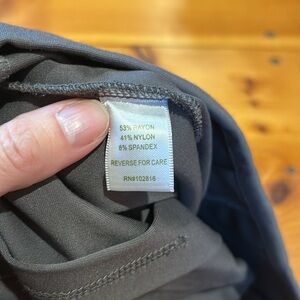 53% RAYON
41% NYLON
6% SPANDEX
REVERSE FOR CARE
RN#102816